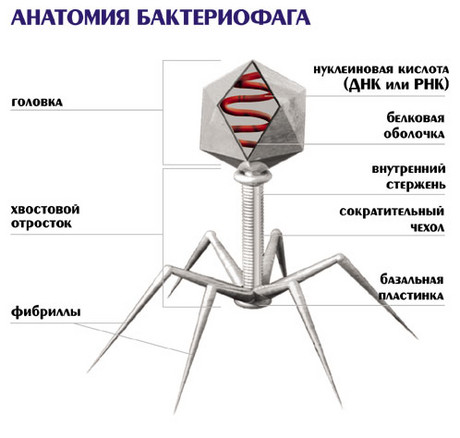 АНАТОМИЯ БАКТЕРИОФАГА
головка
хвостовой
отросток
фибриллы
нуклеиновая кислота
(ДНК или РНК)
белковая
оболочка
внутренний
стержень
сократительный
чехол
базальная
пластинка